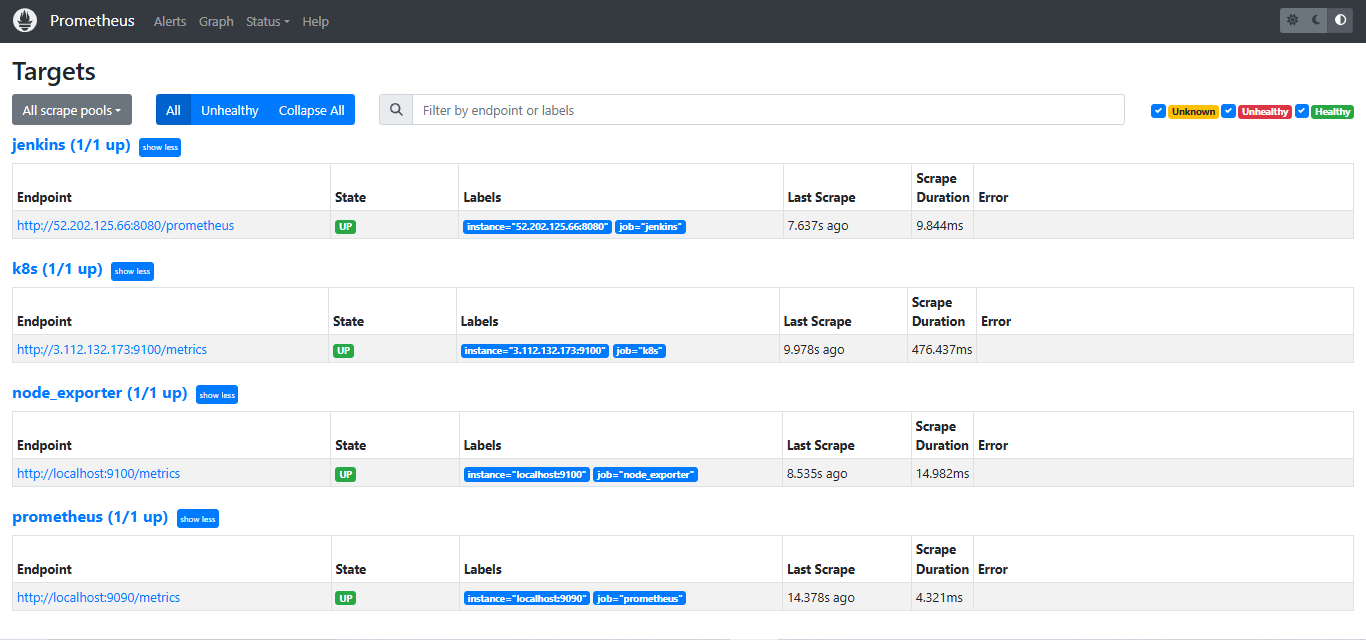 Prometheus Alerts Graph Status Help
Targets
All scrape pools All Unhealthy Collapse All Filter by endpoint or labels Unknown Unhealthy Healthy
jenkins (1/1 up) show less
Endpoint State Labels Last Scrape Scrape Duration Error
http://52.202.125.66:8080/prometheus UP instance="52.202.125.66:8080" job="jenkins" 7.637s ago 9.844ms
k8s (1/1 up) show less
Endpoint State Labels Last Scrape Scrape Duration Error
http://3.112.132.173:9100/metrics UP instance="3.112.132.173:9100" job="k8s" 9.978s ago 476.437ms
node_exporter (1/1 up) show less
Endpoint State Labels Last Scrape Scrape Duration Error
http://localhost:9100/metrics UP instance="localhost:9100" job="node_exporter" 8.535s ago 14.982ms
prometheus (1/1 up) show less
Endpoint State Labels Last Scrape Scrape Duration Error
http://localhost:9090/metrics UP instance="localhost:9090" job="prometheus" 14.378s ago 4.321ms